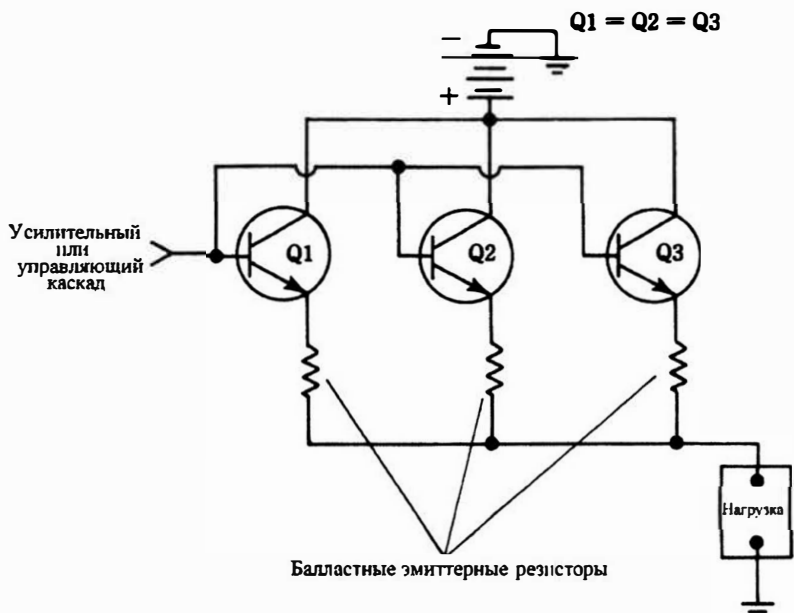 Q1 = Q2 = Q3
−
+
Усилительный
или
управляющий
каскад
Q1
Q2
Q3
Нагрузка
Балластные эмиттерные резисторы